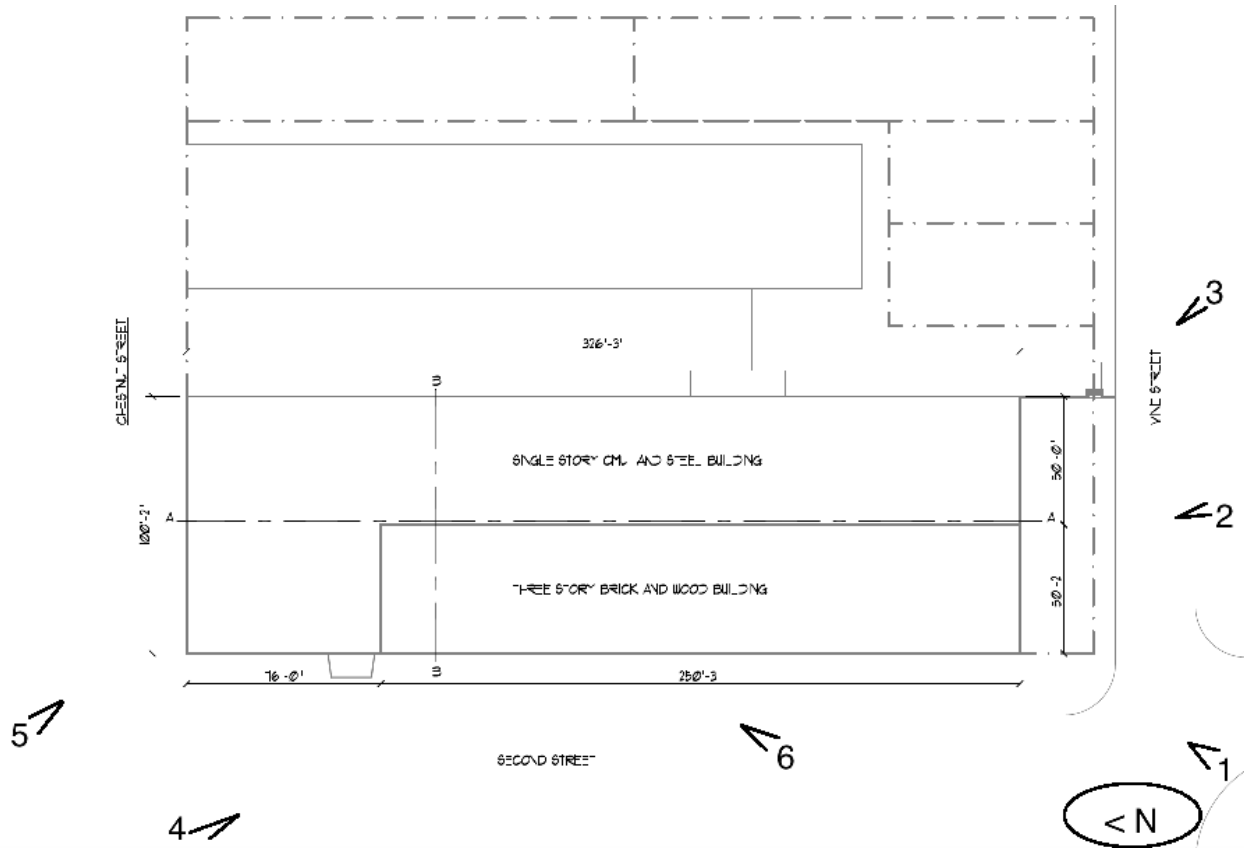 3
326'-3'
CHESTNUT STREET
VINE STREET
B
SINGLE STORY CMU AND STEEL BUILDING
50'-0'
2
A
A
100'-2'
THREE STORY BRICK AND WOOD BUILDING
50'-2
B
76'-0'
250'-3
5
6
SECOND STREET
1
4
< N